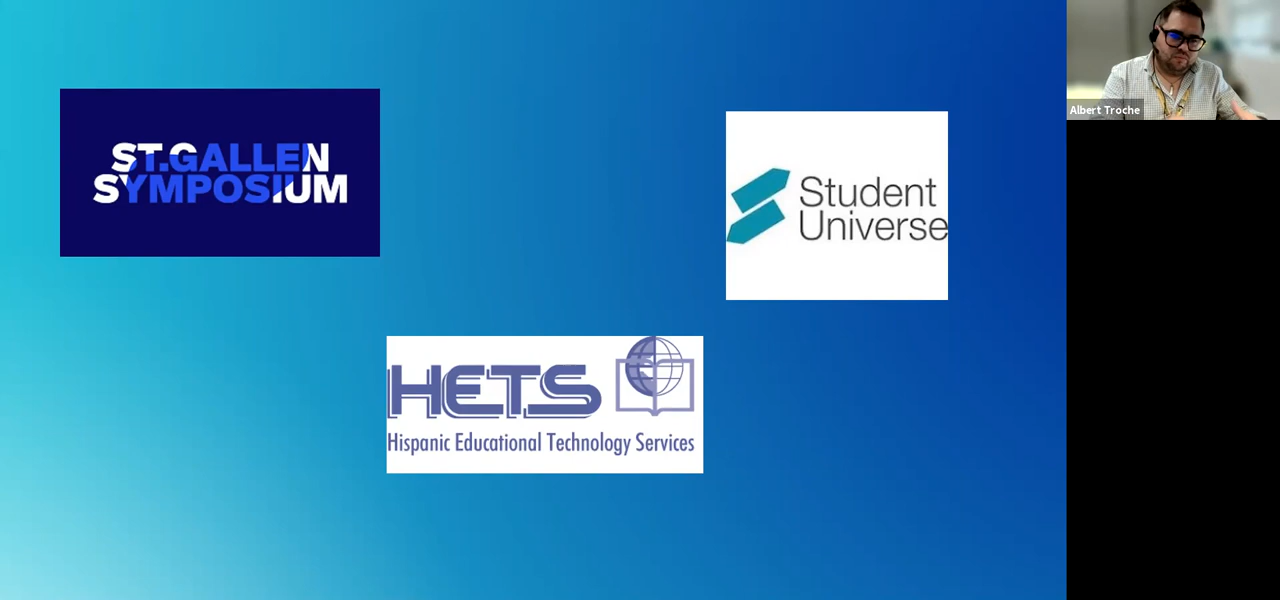 ST.GALLEN
SYMPOSIUM
Student
Universe
HETS
Hispanic Educational Technology Services
Albert Troche